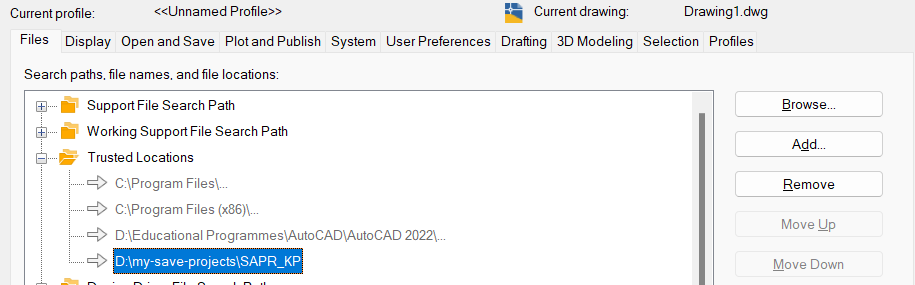 Current profile: <<Unnamed Profile>> Current drawing: Drawing1.dwg
Files Display Open and Save Plot and Publish System User Preferences Drafting 3D Modeling Selection Profiles
Search paths, file names, and file locations:
Support File Search Path
Working Support File Search Path
Trusted Locations
C:\Program Files\...
C:\Program Files (x86)\...
D:\Educational Programmes\AutoCAD\AutoCAD 2022\...
D:\my-save-projects\SAPR_KP
Browse...
Add...
Remove
Move Up
Move Down